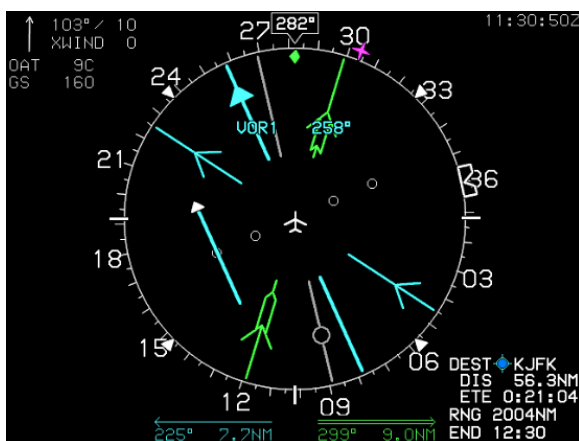 103°/ 10
XWIND 0
OAT 9C
GS 160
282°
11:30:50Z
27
30
24
33
VOR1 258°
21
36
18
03
15
06
12
09
DEST KJFK
DIS 56.3NM
ETE 0:21:04
RNG 2004NM
END 12:30
225° 7.7NM
299° 9.0NM